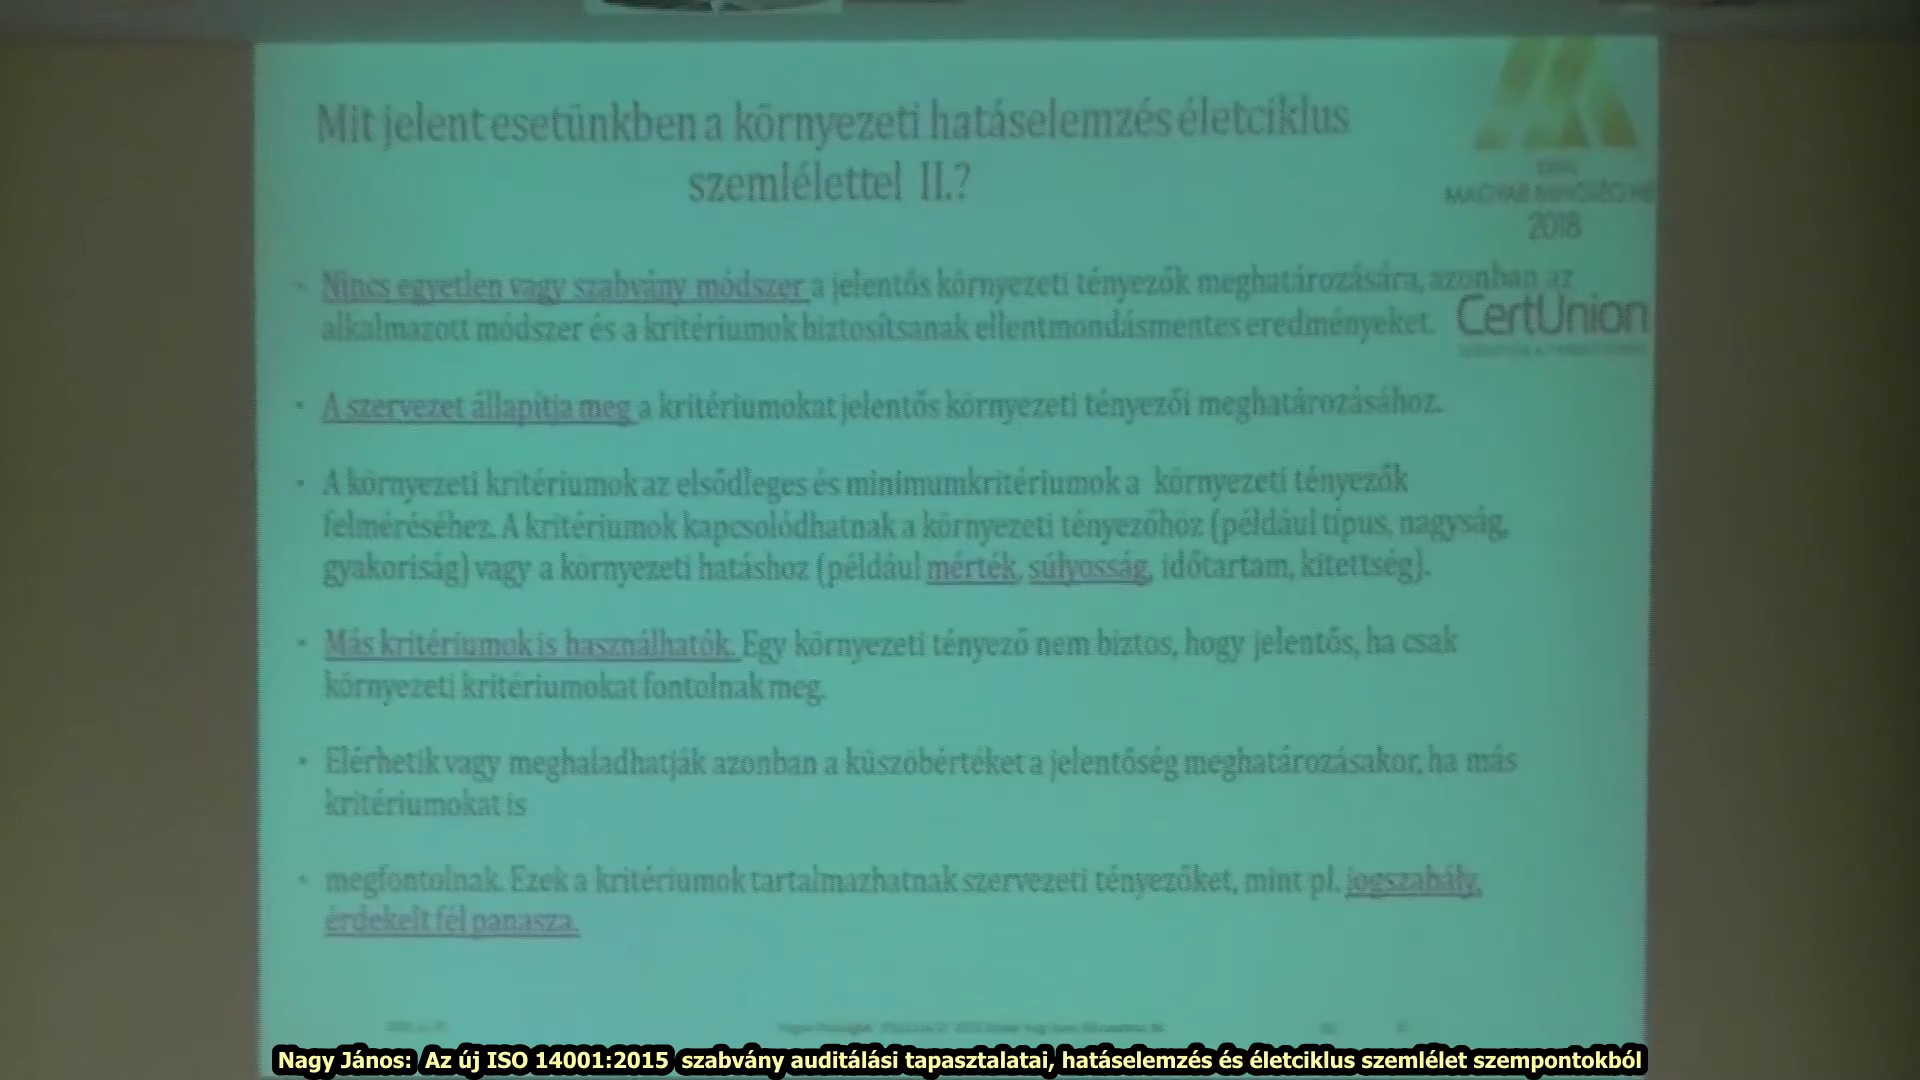 Mit jelent esetünkben a környezeti hatáselemzés életciklus
szemlélettel II.?
MAGYAR MINŐSÉG HÉT
2018
• Nincs egyetlen vagy szabvány módszer a jelentős környezeti tényezők meghatározására, azonban az
alkalmazott módszer és a kritériumok biztosítsanak ellentmondásmentes eredményeket.
CertUnion
• A szervezet állapítja meg a kritériumokat jelentős környezeti tényezői meghatározásához.
• A környezeti kritériumok az elsődleges és minimumkritériumok a környezeti tényezők
felméréséhez. A kritériumok kapcsolódhatnak a környezeti tényezőhöz (például típus, nagyság,
gyakoriság) vagy a környezeti hatáshoz (például mérték, súlyosság, időtartam, kitettség).
• Más kritériumok is használhatók. Egy környezeti tényező nem biztos, hogy jelentős, ha csak
környezeti kritériumokat fontolnak meg.
• Elérhetik vagy meghaladhatják azonban a küszöbértéket a jelentőség meghatározásakor, ha más
kritériumokat is
• megfontolnak. Ezek a kritériumok tartalmazhatnak szervezeti tényezőket, mint pl. jogszabály,
érdekelt fél panasza.
Nagy János: Az új ISO 14001:2015 szabvány auditálási tapasztalatai, hatáselemzés és életciklus szemlélet szempontokból